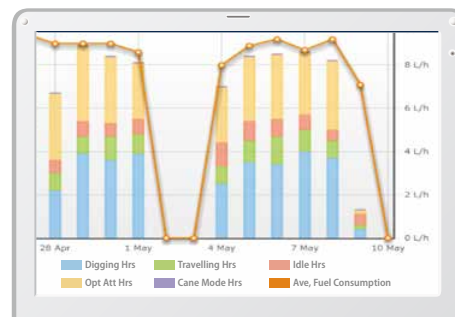 8 L/h
6 L/h
4 L/h
2 L/h
0 L/h
28 Apr 1 May 4 May 7 May 10 May
Digging Hrs Travelling Hrs Idle Hrs
Opt Att Hrs Cane Mode Hrs Ave, Fuel Consumption